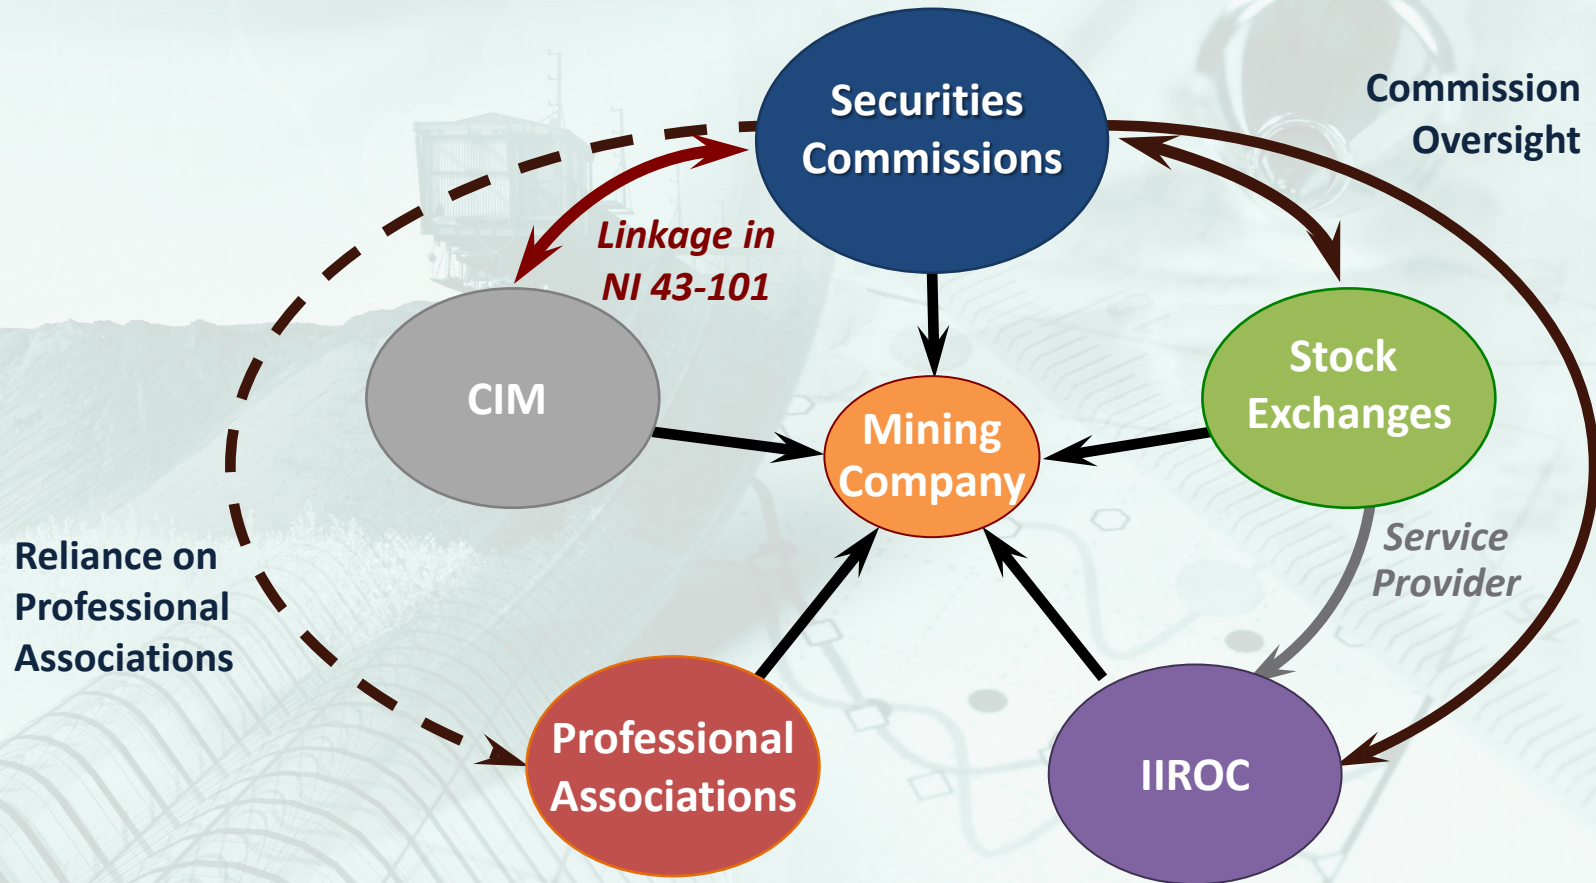 Securities
Commissions
Commission
Oversight
Linkage in
NI 43-101
CIM
Stock
Exchanges
Mining
Company
Service
Provider
Reliance on
Professional
Associations
Professional
Associations
IIROC